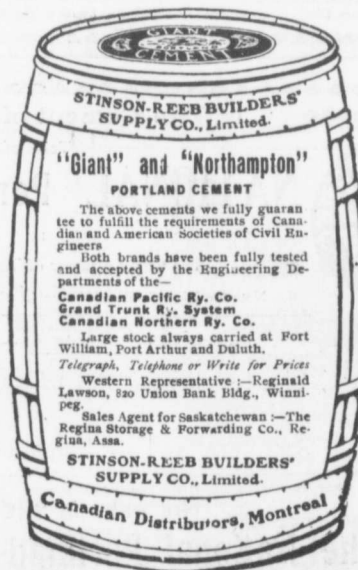 GIANT
CEMENT
STINSON-REEB BUILDERS'
SUPPLY CO., Limited.
"Giant" and "Northampton"
PORTLAND CEMENT
The above cements we fully guaran
tee to fulfill the requirements of Cana-
dian and American Societies of Civil En-
gineers
Both brands have been fully tested
and accepted by the Engineering De-
partments of the—
Canadian Pacific Ry. Co.
Grand Trunk Ry. System
Canadian Northern Ry. Co.
Large stock always carried at Fort
William, Port Arthur and Duluth.
Telegraph, Telephone or Write for Prices
Western Representative :—Reginald
Lawson, 820 Union Bank Bldg., Winni-
peg.
Sales Agent for Saskatchewan :—The
Regina Storage & Forwarding Co., Re-
gina, Assa.
STINSON-REEB BUILDERS'
SUPPLY CO., Limited.
Canadian Distributors, Montreal